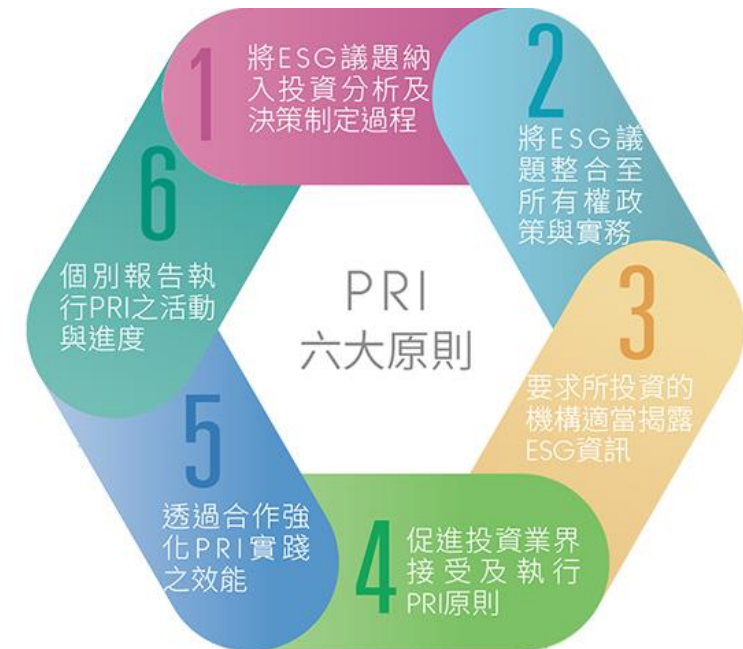 1
將ESG議題納
入投資分析及
決策制定過程
2
將ESG議
題整合至
所有權政
策與實務
3
要求所投資的
機構適當揭露
ESG資訊
4
促進投資業界
接受及執行
PRI原則
5
透過合作強
化PRI實踐
之效能
6
個別報告執
行PRI之活動
與進度
PRI
六大原則